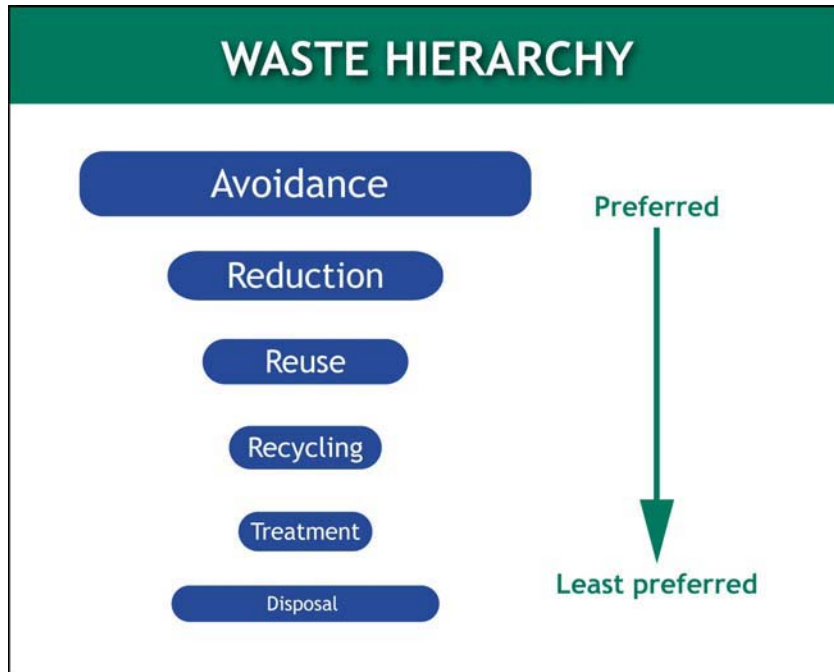 WASTE HIERARCHY
Avoidance
Preferred
Reduction
Reuse
Recycling
Treatment
Least preferred
Disposal